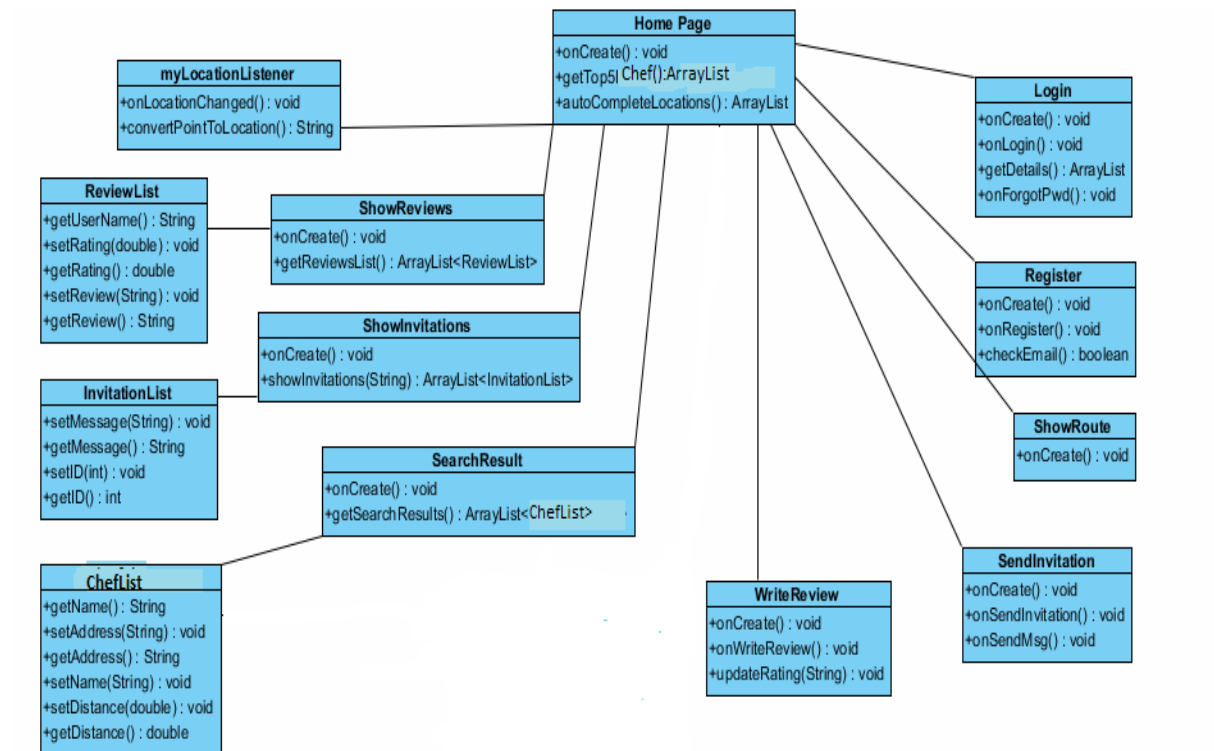 Home Page
+onCreate() : void
+getTop5 Chef():ArrayList
+autoCompleteLocations() : ArrayList
myLocationListener
+onLocationChanged() : void
+convertPointToLocation() : String
Login
+onCreate() : void
+onLogin() : void
+getDetails() : ArrayList
+onForgotPwd() : void
ReviewList
+getUserName() : String
+setRating(double) : void
+getRating() : double
+setReview(String) : void
+getReview() : String
ShowReviews
+onCreate() : void
+getReviewsList() : ArrayList<ReviewList>
Register
+onCreate() : void
+onRegister() : void
+checkEmail() : boolean
ShowInvitations
+onCreate() : void
+showInvitations(String) : ArrayList<InvitationList>
InvitationList
+setMessage(String) : void
+getMessage() : String
+setID(int) : void
+getID() : int
ShowRoute
+onCreate() : void
SearchResult
+onCreate() : void
+getSearchResults() : ArrayList<ChefList>
SendInvitation
+onCreate() : void
+onSendInvitation() : void
+onSendMsg() : void
ChefList
+getName() : String
+setAddress(String) : void
+getAddress() : String
+setName(String) : void
+setDistance(double) : void
+getDistance() : double
WriteReview
+onCreate() : void
+onWriteReview() : void
+updateRating(String) : void